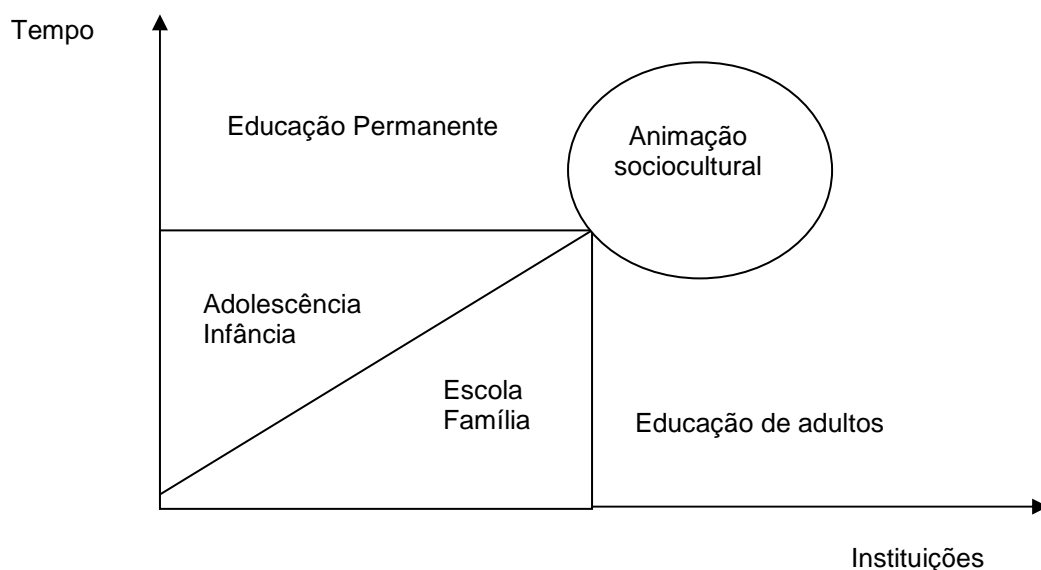 Tempo
Educação Permanente
Animação
sociocultural
Adolescência
Infância
Escola
Família
Educação de adultos
Instituições